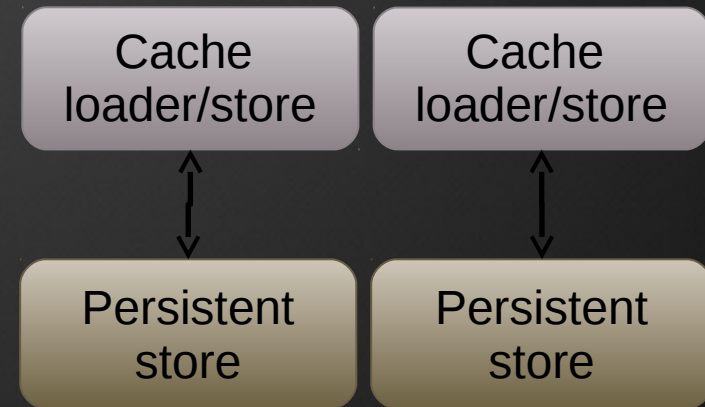 Cache
loader/store
Cache
loader/store
Persistent
store
Persistent
store